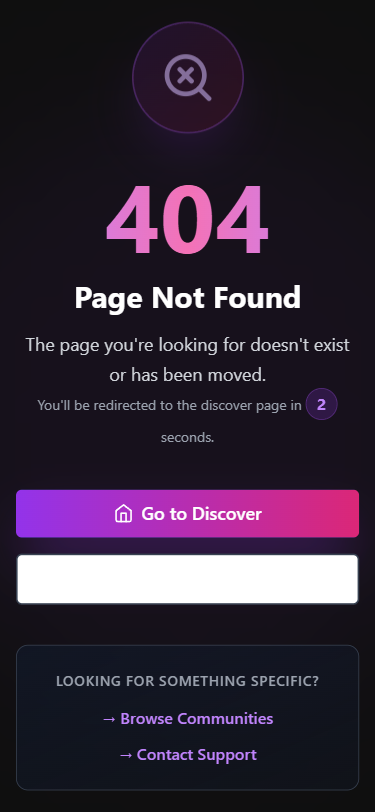 404
Page Not Found
The page you're looking for doesn't exist
or has been moved.
You'll be redirected to the discover page in 2
seconds.
Go to Discover
LOOKING FOR SOMETHING SPECIFIC?
→ Browse Communities
→ Contact Support